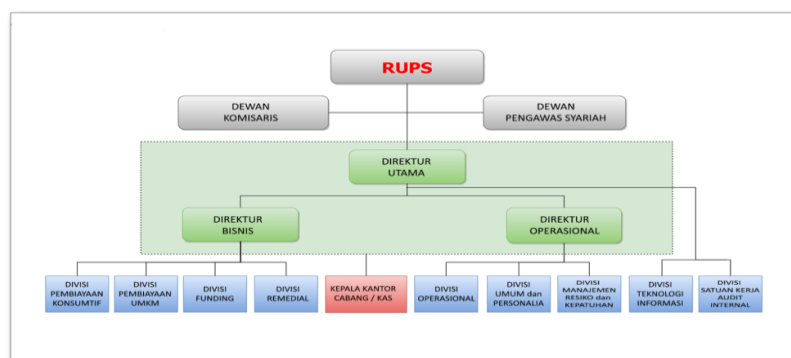 RUPS
DEWAN
KOMISARIS
DEWAN
PENGAWAS SYARIAH
DIREKTUR
UTAMA
DIREKTUR
BISNIS
DIREKTUR
OPERASIONAL
DIVISI
PEMBIAYAAN
KONSUMTIF
DIVISI
PEMBIAYAAN
UMKM
DIVISI
FUNDING
DIVISI
REMEDIAL
KEPALA KANTOR
CABANG / KAS
DIVISI
OPERASIONAL
DIVISI
UMUM dan
PERSONALIA
DIVISI
MANAJEMEN
RESIKO dan
KEPATUHAN
DIVISI
TEKNOLOGI
INFORMASI
DIVISI
SATUAN KERJA
AUDIT
INTERNAL